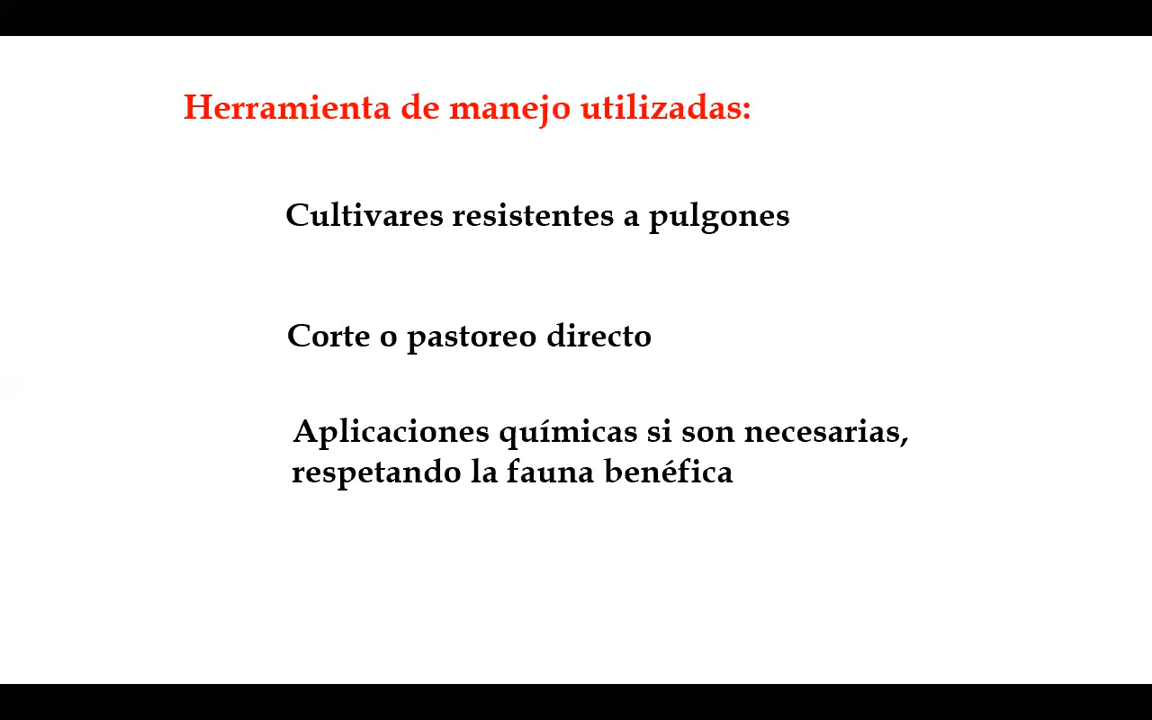 Herramienta de manejo utilizadas:
Cultivares resistentes a pulgones
Corte o pastoreo directo
Aplicaciones químicas si son necesarias,
respetando la fauna benéfica